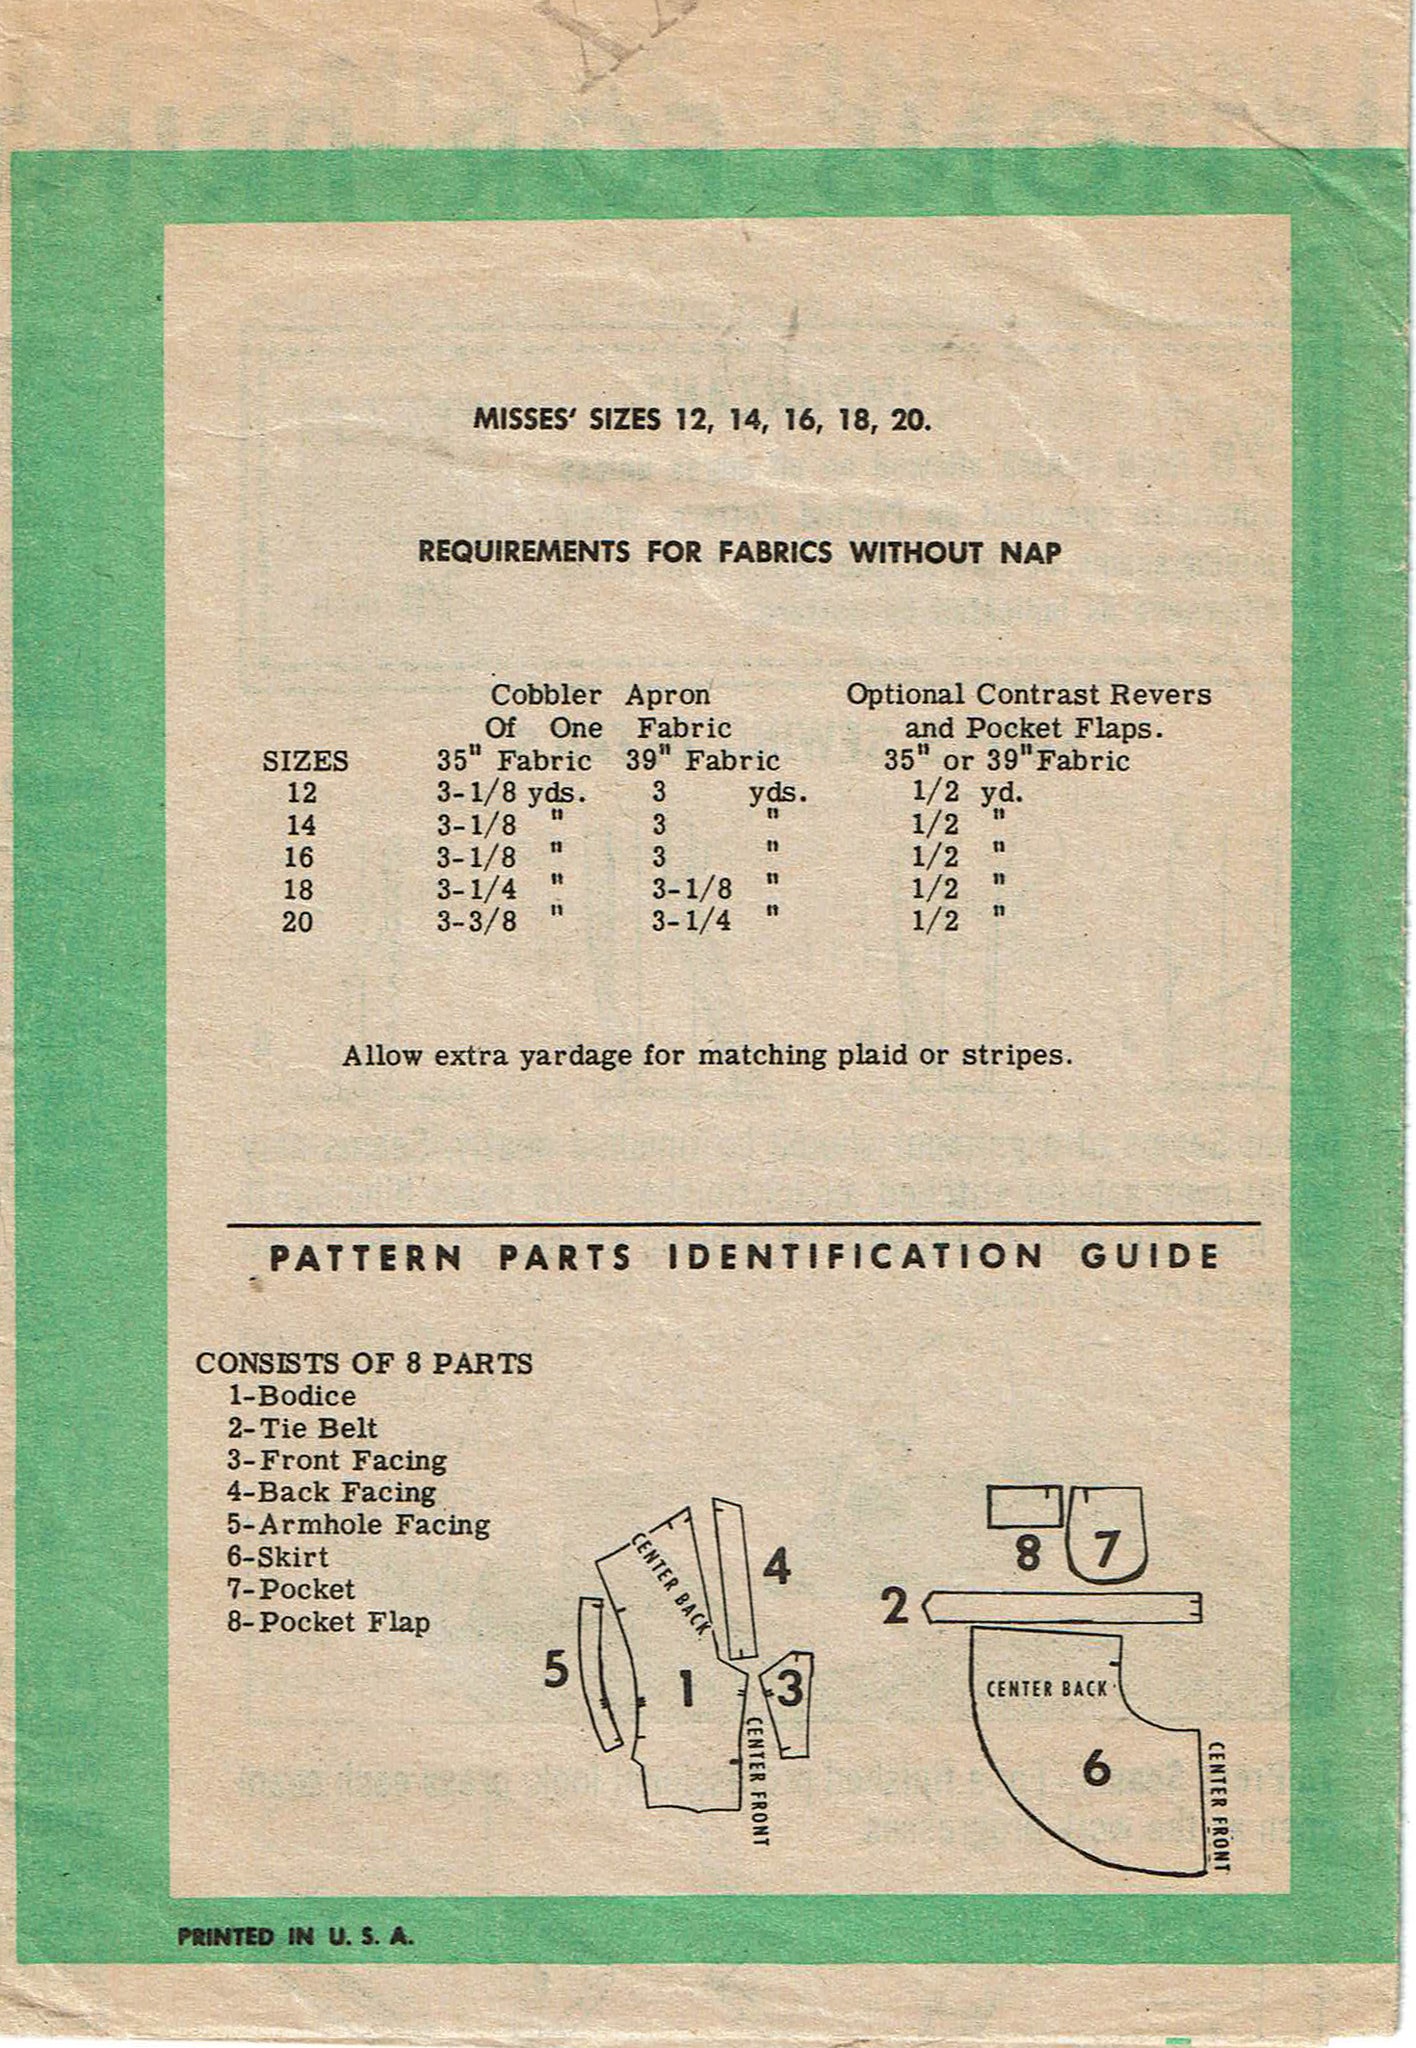 MISSES' SIZES 12, 14, 16, 18, 20.
REQUIREMENTS FOR FABRICS WITHOUT NAP
Cobbler Apron Optional Contrast Revers
Of One Fabric and Pocket Flaps.
SIZES 35" Fabric 39" Fabric 35" or 39" Fabric
12 3-1/8 yds. 3 yds. 1/2 yd.
14 3-1/8 " 3 " 1/2 "
16 3-1/8 " 3 " 1/2 "
18 3-1/4 " 3-1/8 " 1/2 "
20 3-3/8 " 3-1/4 " 1/2 "
Allow extra yardage for matching plaid or stripes.
PATTERN PARTS IDENTIFICATION GUIDE
CONSISTS OF 8 PARTS
1-Bodice
2-Tie Belt
3-Front Facing
4-Back Facing
5-Armhole Facing
6-Skirt
7-Pocket
8-Pocket Flap
CENTER BACK
4
5
1
3
CENTER FRONT
8
7
2
CENTER BACK
6
CENTER FRONT
PRINTED IN U. S. A.